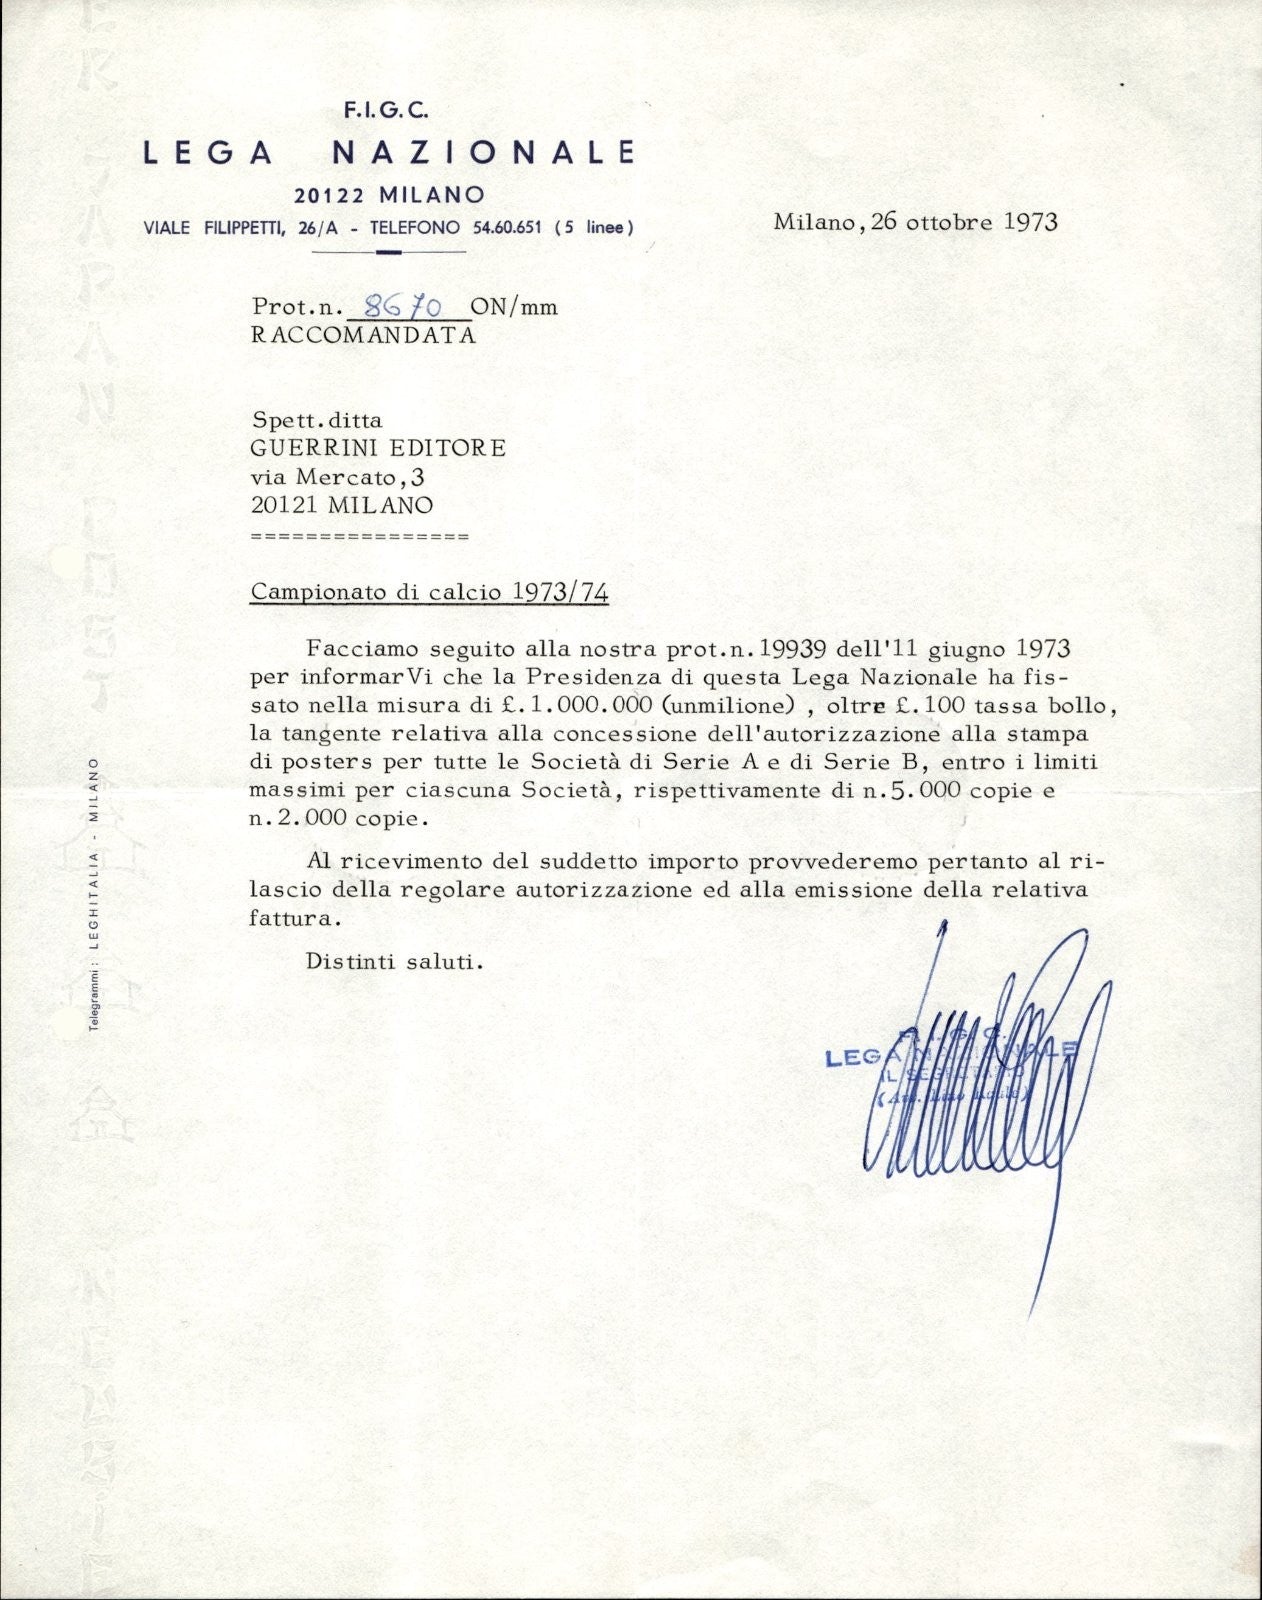 F.I.G.C.
LEGA NAZIONALE
20122 MILANO
VIALE FILIPPETTI, 26/A - TELEFONO 54.60.651 (5 linee)
Milano, 26 ottobre 1973
Prot.n. 8670 ON/mm
RACCOMANDATA
Spett.ditta
GUERRINI EDITORE
via Mercato,3
20121 MILANO
================
Campionato di calcio 1973/74
Facciamo seguito alla nostra prot.n.19939 dell'11 giugno 1973
per informarVi che la Presidenza di questa Lega Nazionale ha fis-
sato nella misura di £.1.000.000 (unmilione) , oltre £.100 tassa bollo,
la tangente relativa alla concessione dell'autorizzazione alla stampa
di posters per tutte le Società di Serie A e di Serie B, entro i limiti
massimi per ciascuna Società, rispettivamente di n.5.000 copie e
n.2.000 copie.
Al ricevimento del suddetto importo provvederemo pertanto al ri-
lascio della regolare autorizzazione ed alla emissione della relativa
fattura.
Distinti saluti.
F.I.G.C.
LEGA NAZIONALE
IL SEGRETARIO
Telegrammi: LEGHITALIA - MILANO